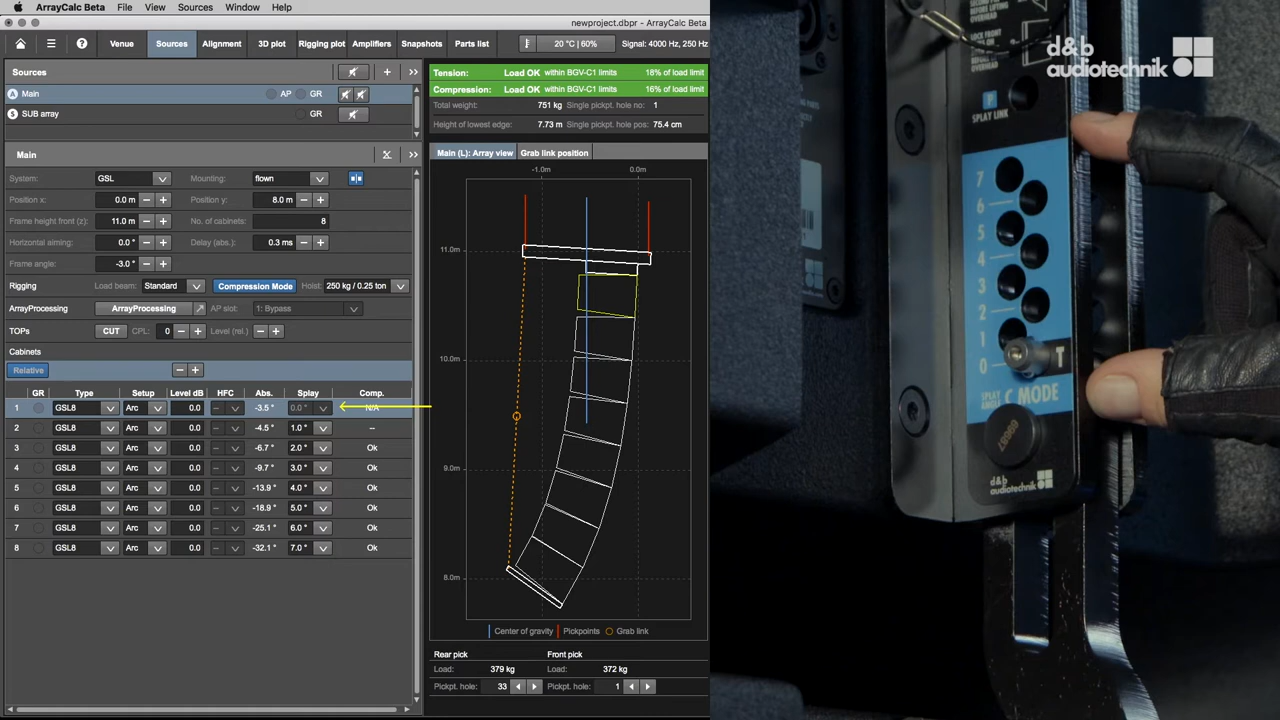 ArrayCalc Beta File View Sources Window Help
newproject.dbpr - ArrayCalc Beta
Venue Sources Alignment 3D plot Rigging plot Amplifiers Snapshots Parts list 20 °C | 60% Signal: 4000 Hz, 250 Hz
Sources
A Main AP GR
S SUB array GR
Main
System: GSL Mounting: flown
Position x: 0.0 m Position y: 8.0 m
Frame height front (z): 11.0 m No. of cabinets: 8
Horizontal aiming: 0.0 ° Delay (abs.) 0.3 ms
Frame angle: -3.0 °
Rigging Load beam: Standard Compression Mode Hoist: 250 kg / 0.25 ton
ArrayProcessing ArrayProcessing AP slot: 1: Bypass
TOPs CUT CPL: 0 Level (rel.)
Cabinets
Relative
GR Type Setup Level dB HFC Abs. Splay Comp.
1 GSL8 Arc 0.0 -3.5 ° 0.0 ° N/A
2 GSL8 Arc 0.0 -4.5 ° 1.0 ° --
3 GSL8 Arc 0.0 -6.7 ° 2.0 ° Ok
4 GSL8 Arc 0.0 -9.7 ° 3.0 ° Ok
5 GSL8 Arc 0.0 -13.9 ° 4.0 ° Ok
6 GSL8 Arc 0.0 -18.9 ° 5.0 ° Ok
7 GSL8 Arc 0.0 -25.1 ° 6.0 ° Ok
8 GSL8 Arc 0.0 -32.1 ° 7.0 ° Ok
Tension: Load OK within BGV-C1 limits 18% of load limit
Compression: Load OK within BGV-C1 limits 16% of load limit
Total weight: 751 kg Single pickpt. hole no: 1
Height of lowest edge: 7.73 m Single pickpt. hole pos: 75.4 cm
Main (L): Array view Grab link position
-1.0m 0.0m
11.0m
10.0m
9.0m
8.0m
Center of gravity Pickpoints Grab link
Rear pick Front pick
Load: 379 kg Load: 372 kg
Pickpt. hole: 33 Pickpt. hole: 1
BEFORE LIFTING
OVERHEAD
LOCK FRONT
d&b
audiotechnik
P
SPLAY LINK
7
6
5
4
3
2
1
0
T
SPLAY
ANGLE
C MODE
d&b
audiotechnik